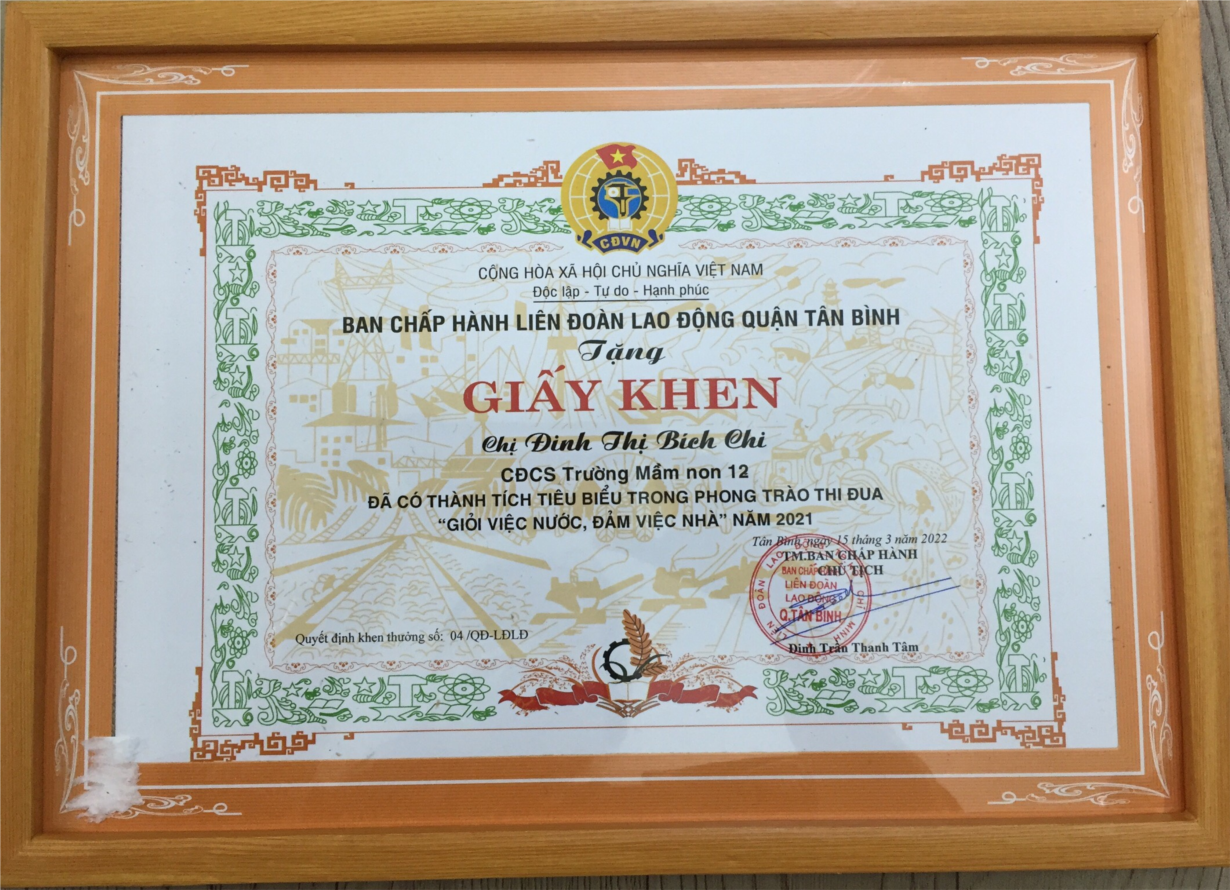 CĐVN
CỘNG HÒA XÃ HỘI CHỦ NGHĨA VIỆT NAM
Độc lập - Tự do - Hạnh phúc
BAN CHẤP HÀNH LIÊN ĐOÀN LAO ĐỘNG QUẬN TÂN BÌNH
Tặng
GIẤY KHEN
Chị Đinh Thị Bích Chi
CĐCS Trường Mầm non 12
ĐÃ CÓ THÀNH TÍCH TIÊU BIỂU TRONG PHONG TRÀO THI ĐUA
“GIỎI VIỆC NƯỚC, ĐẢM VIỆC NHÀ” NĂM 2021
Tân Bình, ngày 15 tháng 3 năm 2022
TM.BAN CHẤP HÀNH
CHỦ TỊCH
BAN CHẤP
LIÊN ĐOÀN
LAO ĐỘNG
Q.TÂN BÌNH
Quyết định khen thưởng số: 04 /QĐ-LĐLĐ
Đinh Trần Thanh Tâm